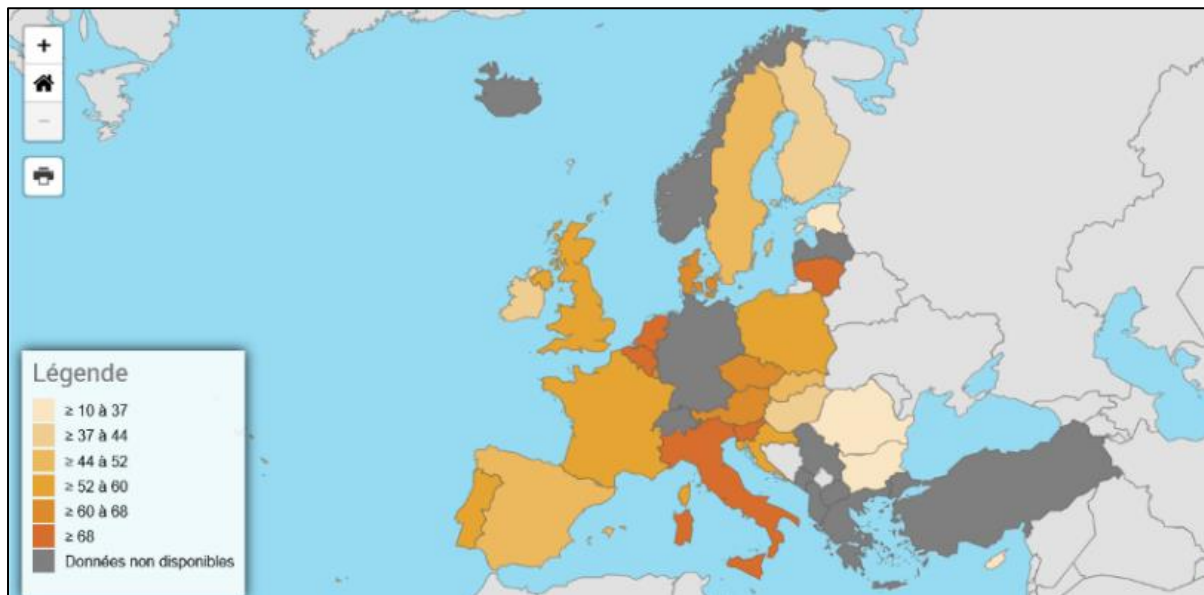 +
−
Légende
≥ 10 à 37
≥ 37 à 44
≥ 44 à 52
≥ 52 à 60
≥ 60 à 68
≥ 68
Données non disponibles